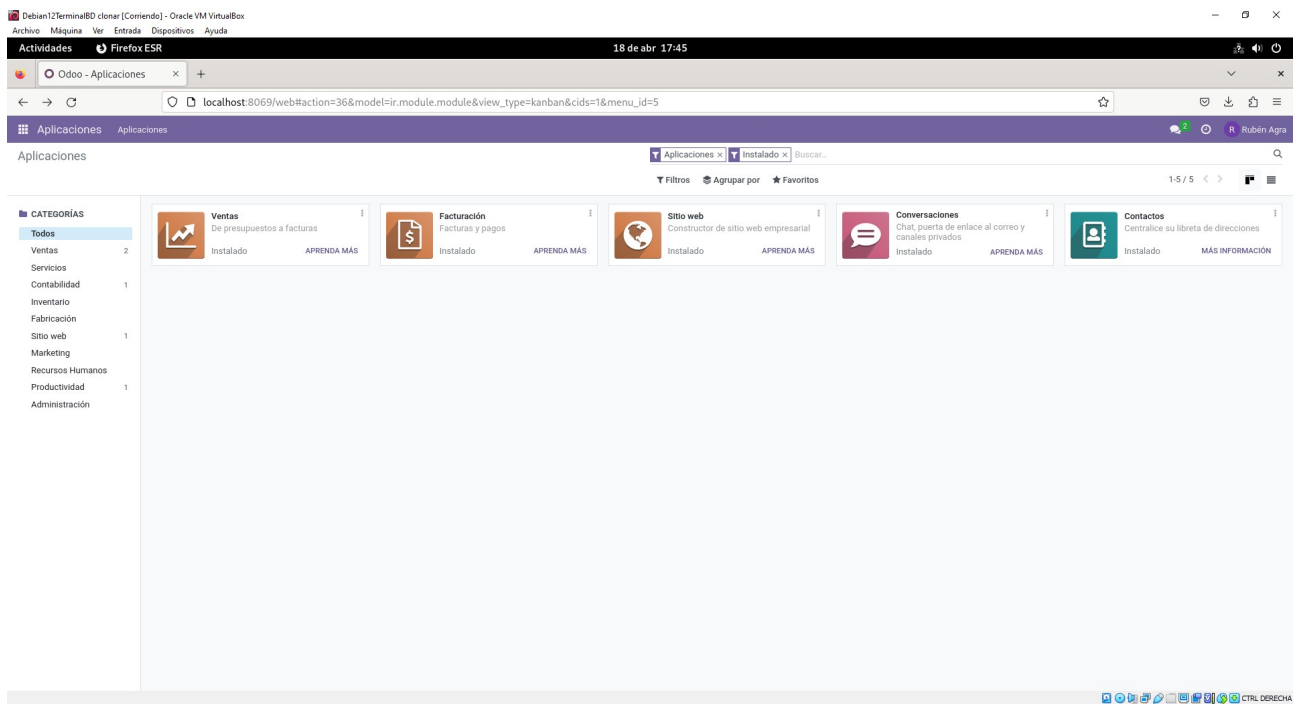 Debian12TerminalBD clonar [Corriendo] - Oracle VM VirtualBox
Archivo Máquina Ver Entrada Dispositivos Ayuda
Actividades Firefox ESR 18 de abr 17:45
Odoo - Aplicaciones
localhost:8069/web#action=36&model=ir.module.module&view_type=kanban&cids=1&menu_id=5
Aplicaciones Aplicaciones 2 R Rubén Agra
Aplicaciones Aplicaciones × Instalado × Buscar...
Filtros Agrupar por Favoritos 1-5 / 5
CATEGORÍAS
Todos
Ventas 2
Servicios
Contabilidad 1
Inventario
Fabricación
Sitio web 1
Marketing
Recursos Humanos
Productividad 1
Administración
Ventas
De presupuestos a facturas
Instalado APRENDA MÁS
Facturación
Facturas y pagos
Instalado APRENDA MÁS
Sitio web
Constructor de sitio web empresarial
Instalado APRENDA MÁS
Conversaciones
Chat, puerta de enlace al correo y
canales privados
Instalado APRENDA MÁS
Contactos
Centralice su libreta de direcciones
Instalado MÁS INFORMACIÓN
CTRL DERECHA